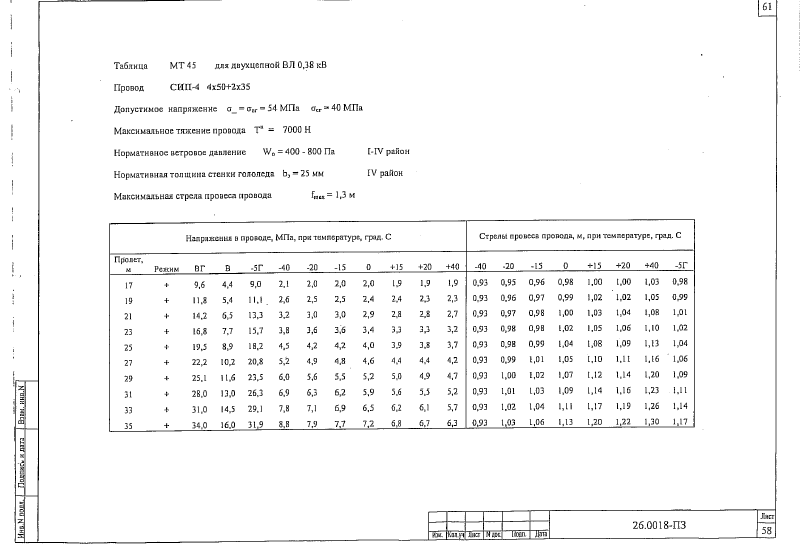 61
Таблица МТ 45 для двухцепной ВЛ 0,38 кВ
Провод СИП-4 4х50+2х35
Допустимое напряжение σ_ = σвг = 54 МПа σсг = 40 МПа
Максимальное тяжение провода Tн = 7000 Н
Нормативное ветровое давление W₀ = 400 - 800 Па I-IV район
Нормативная толщина стенки гололеда bэ = 25 мм IV район
Максимальная стрела провеса провода fmax = 1,3 м
Напряжения в проводе, МПа, при температуре, град. С Стрелы провеса провода, м, при температуре, град. С
Пролет, м Режим ВГ В -5Г -40 -20 -15 0 +15 +20 +40 -40 -20 -15 0 +15 +20 +40 -5Г
17 + 9,6 4,4 9,0 2,1 2,0 2,0 2,0 1,9 1,9 1,9 0,93 0,95 0,96 0,98 1,00 1,00 1,03 0,98
19 + 11,8 5,4 11,1 2,6 2,5 2,5 2,4 2,4 2,3 2,3 0,93 0,96 0,97 0,99 1,02 1,02 1,05 0,99
21 + 14,2 6,5 13,3 3,2 3,0 3,0 2,9 2,8 2,8 2,7 0,93 0,97 0,98 1,00 1,03 1,04 1,08 1,01
23 + 16,8 7,7 15,7 3,8 3,6 3,6 3,4 3,3 3,3 3,2 0,93 0,98 0,98 1,02 1,05 1,06 1,10 1,02
25 + 19,5 8,9 18,2 4,5 4,2 4,2 4,0 3,9 3,8 3,7 0,93 0,98 0,99 1,04 1,08 1,09 1,13 1,04
27 + 22,2 10,2 20,8 5,2 4,9 4,8 4,6 4,4 4,4 4,2 0,93 0,99 1,01 1,05 1,10 1,11 1,16 1,06
29 + 25,1 11,6 23,5 6,0 5,6 5,5 5,2 5,0 4,9 4,7 0,93 1,00 1,02 1,07 1,12 1,14 1,20 1,09
31 + 28,0 13,0 26,3 6,9 6,3 6,2 5,9 5,6 5,5 5,2 0,93 1,01 1,03 1,09 1,14 1,16 1,23 1,11
33 + 31,0 14,5 29,1 7,8 7,1 6,9 6,5 6,2 6,1 5,7 0,93 1,02 1,04 1,11 1,17 1,19 1,26 1,14
35 + 34,0 16,0 31,9 8,8 7,9 7,7 7,2 6,8 6,7 6,3 0,93 1,03 1,06 1,13 1,20 1,22 1,30 1,17
Взам. инв.N
Подпись и дата
Инв.N подл.
Изм. Кол.уч Лист N док. Подп. Дата
26.0018-ПЗ
Лист
58